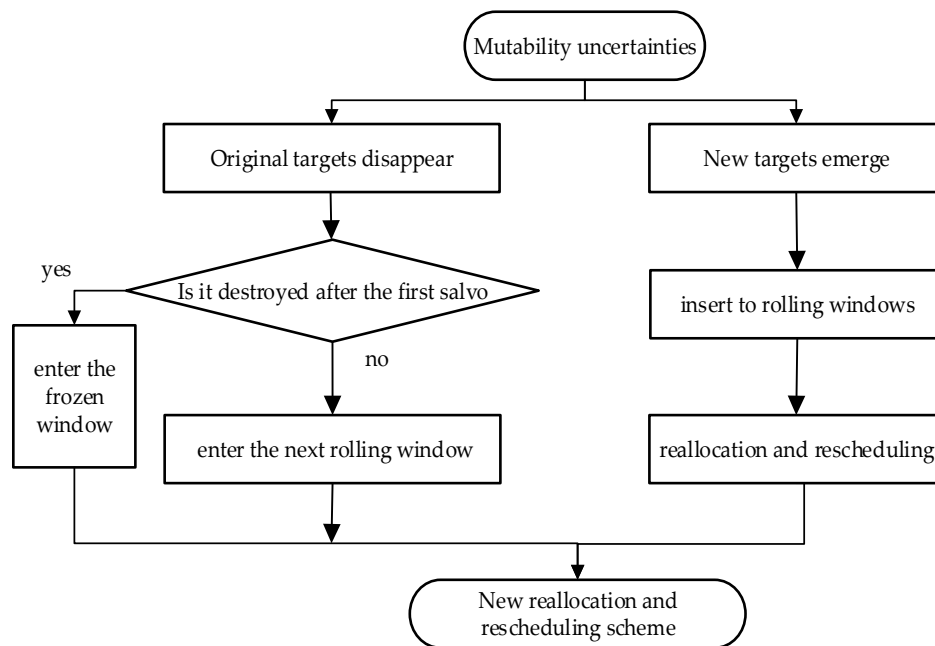 Mutability uncertainties
Original targets disappear
New targets emerge
yes
Is it destroyed after the first salvo
insert to rolling windows
enter the
frozen
window
no
enter the next rolling window
reallocation and rescheduling
New reallocation and
rescheduling scheme